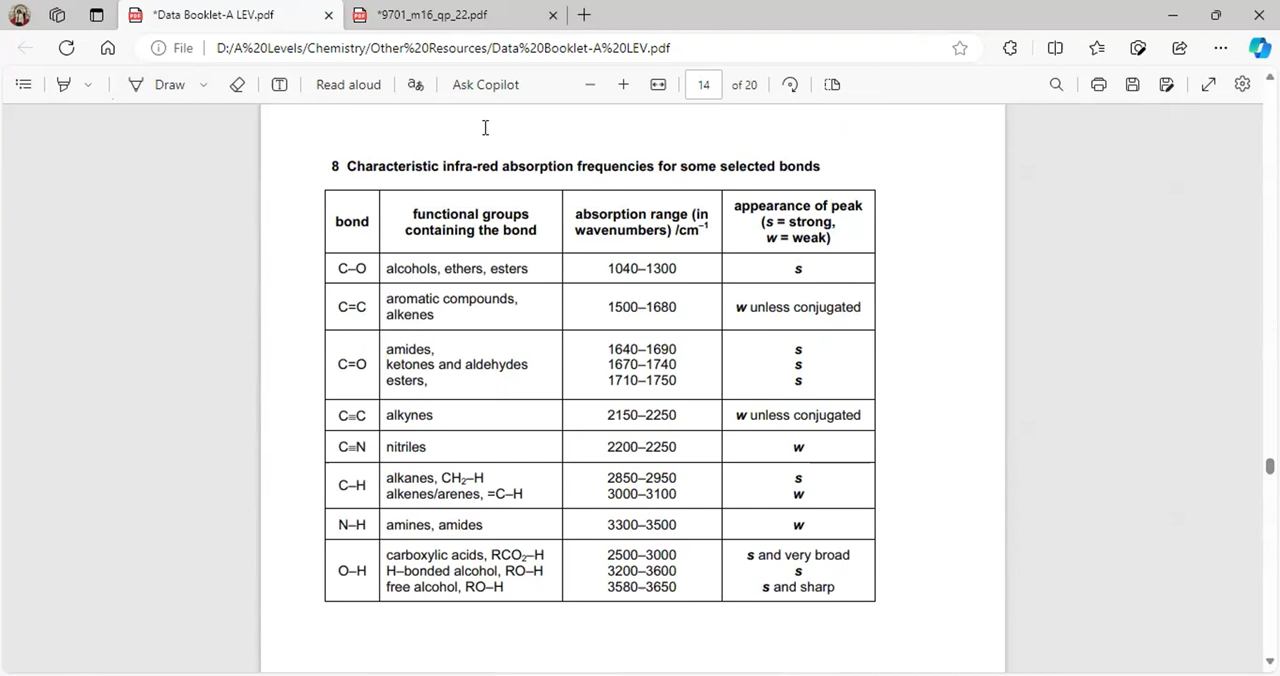 *Data Booklet-A LEV.pdf
*9701_m16_qp_22.pdf
File D:/A%20Levels/Chemistry/Other%20Resources/Data%20Booklet-A%20LEV.pdf
Draw Read aloud aあ Ask Copilot 14 of 20
8 Characteristic infra-red absorption frequencies for some selected bonds
bond
functional groups
containing the bond
absorption range (in
wavenumbers) /cm⁻¹
appearance of peak
(s = strong,
w = weak)
C–O alcohols, ethers, esters 1040–1300 s
C=C
aromatic compounds,
alkenes
1500–1680 w unless conjugated
C=O
amides, 1640–1690 s
ketones and aldehydes 1670–1740 s
esters, 1710–1750 s
C≡C alkynes 2150–2250 w unless conjugated
C≡N nitriles 2200–2250 w
C–H
alkanes, CH₂–H 2850–2950 s
alkenes/arenes, =C–H 3000–3100 w
N–H amines, amides 3300–3500 w
O–H
carboxylic acids, RCO₂–H 2500–3000 s and very broad
H–bonded alcohol, RO–H 3200–3600 s
free alcohol, RO–H 3580–3650 s and sharp